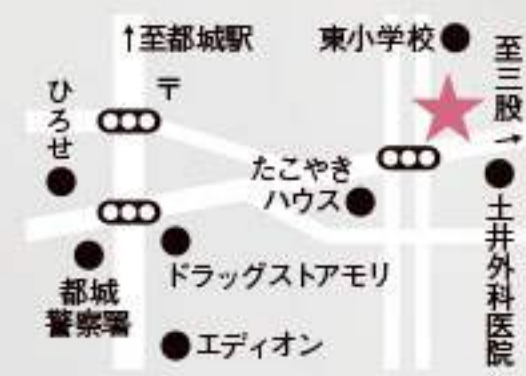 ↑至都城駅
東小学校
至三股→
〒
ひろせ
たこやき
ハウス
土井外科医院
ドラッグストアモリ
都城
警察署
エディオン